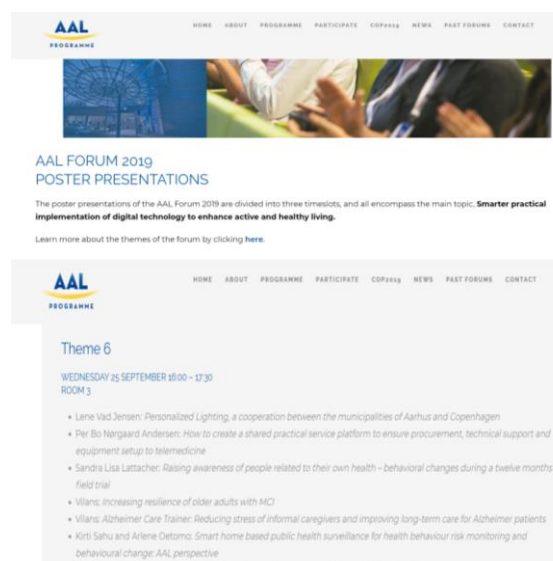 AAL
PROGRAMME
HOME ABOUT PROGRAMME PARTICIPATE COP2019 NEWS PAST FORUMS CONTACT
AAL FORUM 2019
POSTER PRESENTATIONS
The poster presentations of the AAL Forum 2019 are divided into three timeslots, and all encompass the main topic, Smarter practical
implementation of digital technology to enhance active and healthy living.
Learn more about the themes of the forum by clicking here.
AAL
PROGRAMME
HOME ABOUT PROGRAMME PARTICIPATE COP2019 NEWS PAST FORUMS CONTACT
Theme 6
WEDNESDAY 25 SEPTEMBER 16:00 – 17:30
ROOM 3
• Lene Vad Jensen: Personalized Lighting, a cooperation between the municipalities of Aarhus and Copenhagen
• Per Bo Nørgaard Andersen: How to create a shared practical service platform to ensure procurement, technical support and
equipment setup to telemedicine
• Sandra Lisa Lattacher: Raising awareness of people related to their own health – behavioral changes during a twelve months
field trial
• Vilans: Increasing resilience of older adults with MCI
• Vilans: Alzheimer Care Trainer: Reducing stress of informal caregivers and improving long-term care for Alzheimer patients
• Kirti Sahu and Arlene Oetomo: Smart home based public health surveillance for health behaviour risk monitoring and
behavioural change: AAL perspective